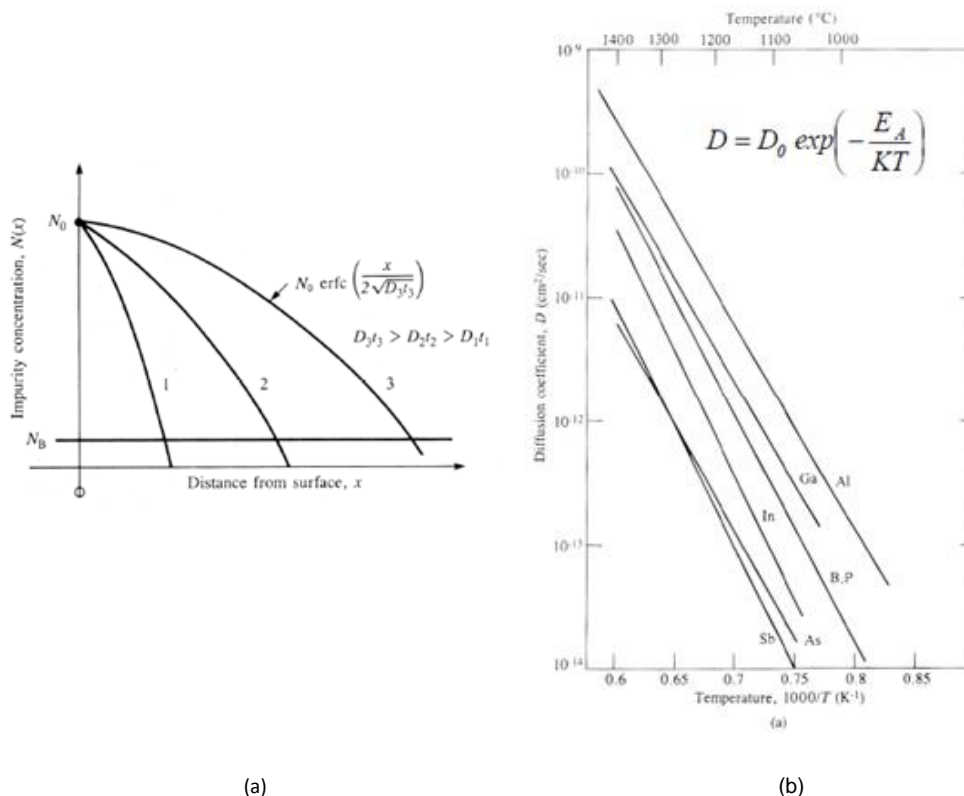 Impurity concentration, N(x)
N₀
N₀ erfc (x / 2√D₃t₃)
D₃t₃ > D₂t₂ > D₁t₁
1
2
3
N_B
0
Distance from surface, x
(a)
Temperature (°C)
1400 1300 1200 1100 1000
D = D₀ exp(-E_A / KT)
Diffusion coefficient, D (cm²/sec)
10⁻⁹
10⁻¹⁰
10⁻¹¹
10⁻¹²
10⁻¹³
10⁻¹⁴
Al
Ga
In
B,P
Sb
As
0.6 0.65 0.7 0.75 0.8 0.85
Temperature, 1000/T (K⁻¹)
(a)
(b)